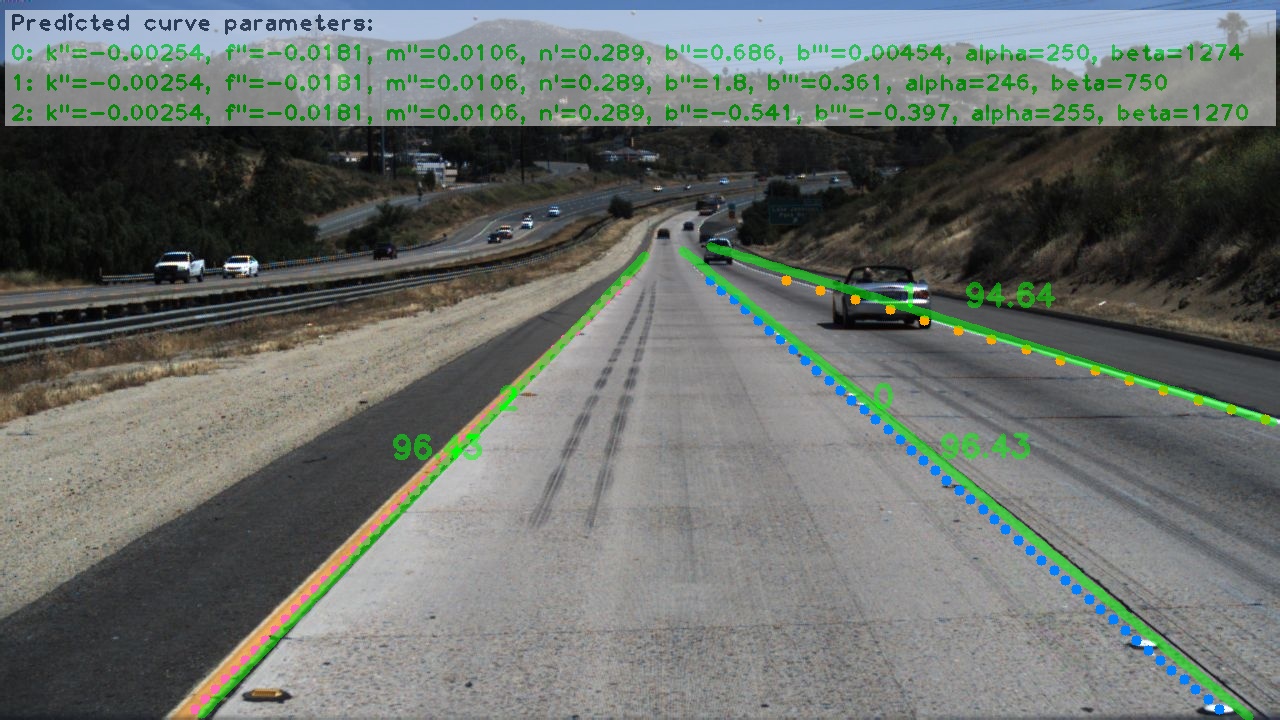 Predicted curve parameters:
0: k''=-0.00254, f''=-0.0181, m''=0.0106, n'=0.289, b''=0.686, b'''=0.00454, alpha=250, beta=1274
1: k''=-0.00254, f''=-0.0181, m''=0.0106, n'=0.289, b''=1.8, b'''=0.361, alpha=246, beta=750
2: k''=-0.00254, f''=-0.0181, m''=0.0106, n'=0.289, b''=-0.541, b'''=-0.397, alpha=255, beta=1270
1
94.64
2
0
96.43
96.43